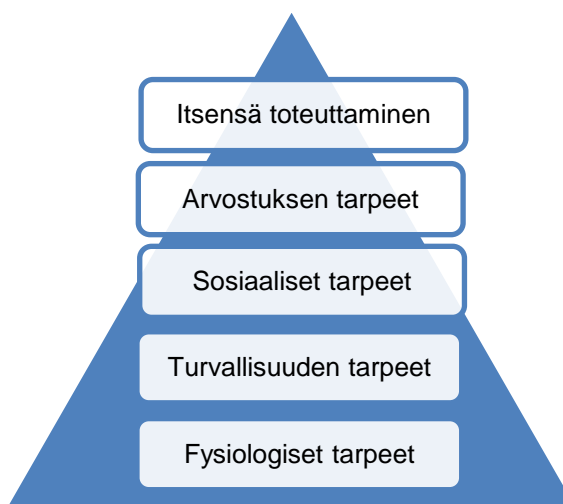 Itsensä toteuttaminen
Arvostuksen tarpeet
Sosiaaliset tarpeet
Turvallisuuden tarpeet
Fysiologiset tarpeet